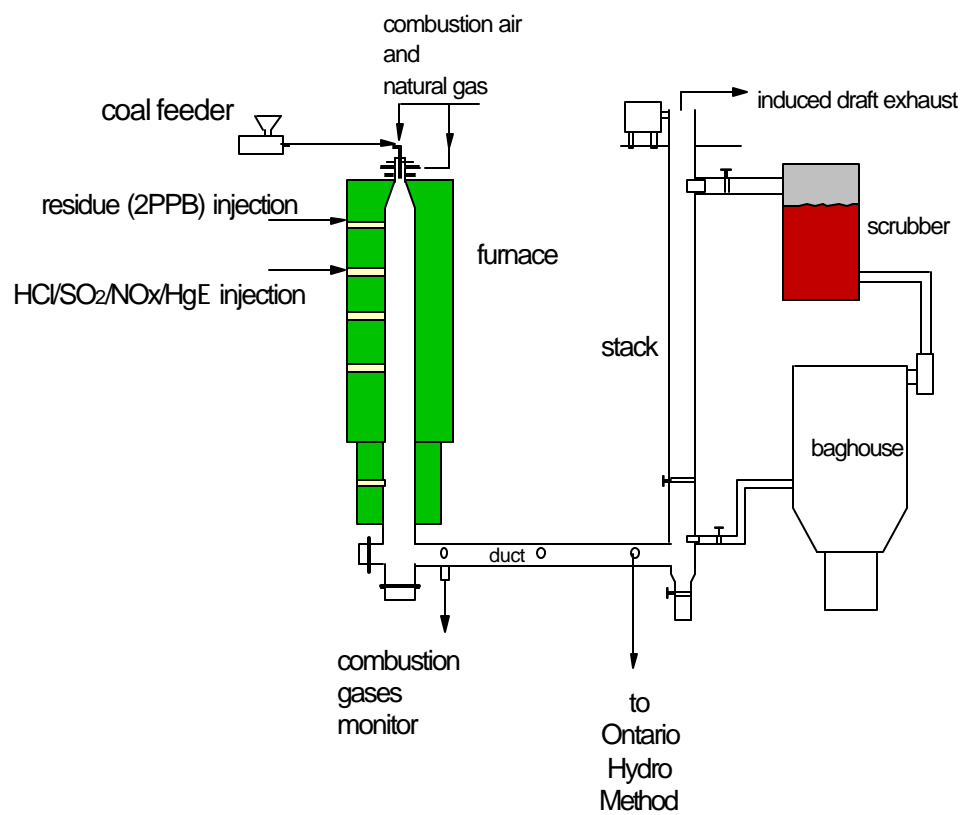 combustion air
and
natural gas
coal feeder
induced draft exhaust
residue (2PPB) injection
scrubber
furnace
HCl/SO2/NOx/HgE injection
stack
baghouse
duct
combustion
gases
monitor
to
Ontario
Hydro
Method